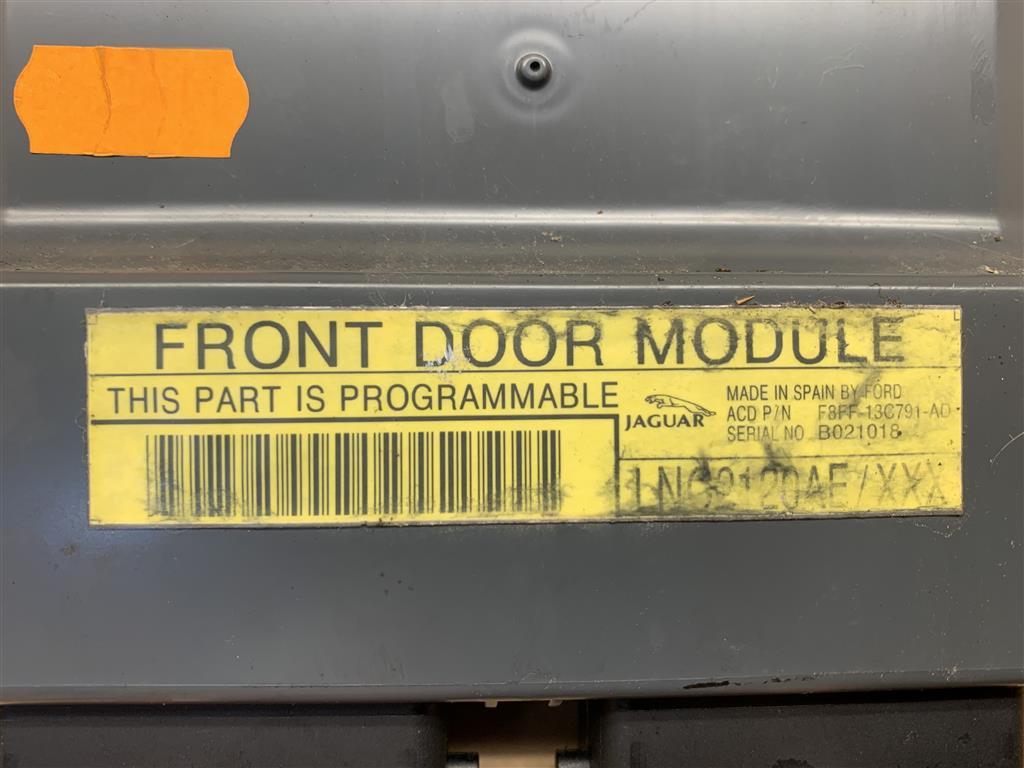 FRONT DOOR MODULE
THIS PART IS PROGRAMMABLE
JAGUAR
MADE IN SPAIN BY FORD
ACD P/N F8FF-13C791-AD
SERIAL NO B021018